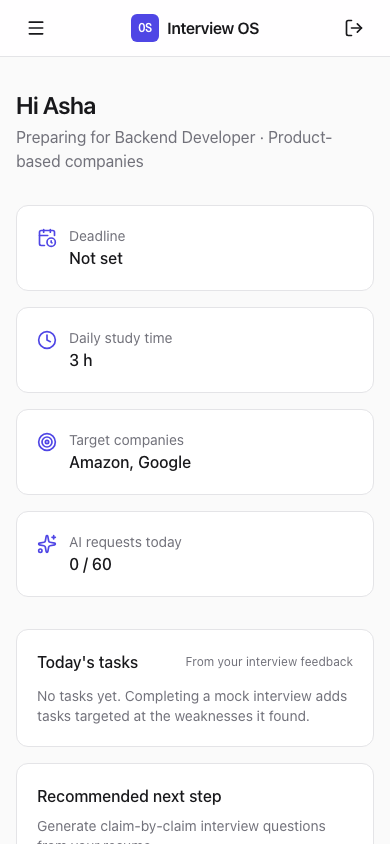 OS Interview OS
Hi Asha
Preparing for Backend Developer · Product-
based companies
Deadline
Not set
Daily study time
3 h
Target companies
Amazon, Google
AI requests today
0 / 60
Today's tasks From your interview feedback
No tasks yet. Completing a mock interview adds
tasks targeted at the weaknesses it found.
Recommended next step
Generate claim-by-claim interview questions
from your resume